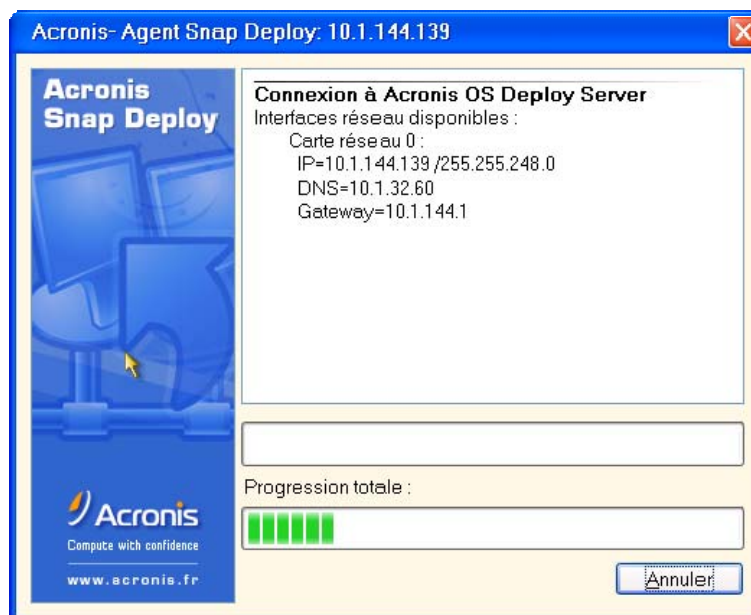 Acronis- Agent Snap Deploy: 10.1.144.139
Acronis
Snap Deploy
Connexion à Acronis OS Deploy Server
Interfaces réseau disponibles :
Carte réseau 0 :
IP=10.1.144.139 /255.255.248.0
DNS=10.1.32.60
Gateway=10.1.144.1
Progression totale :
Acronis
Compute with confidence
www.acronis.fr
Annuler